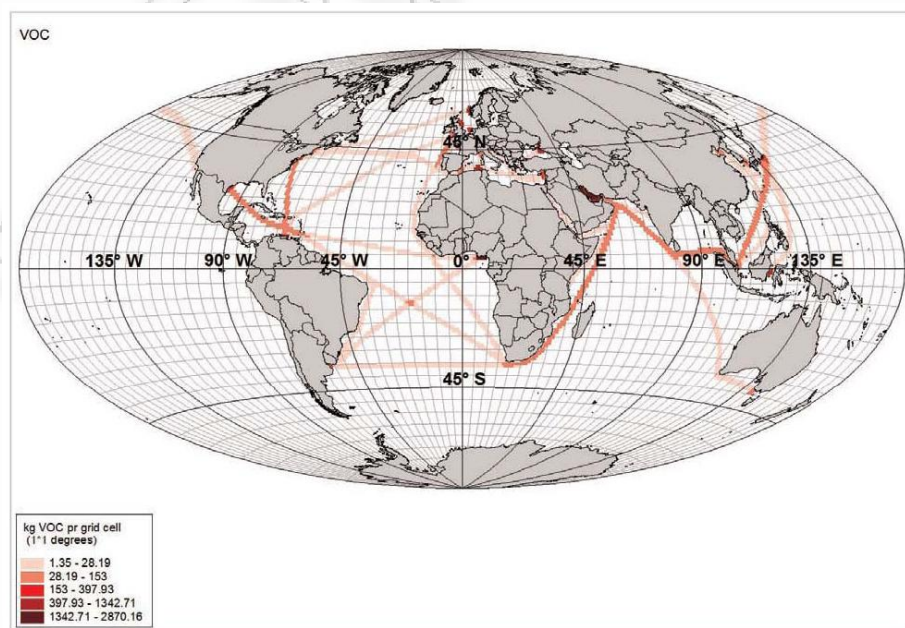 VOC
45° N
135° W
90° W
45° W
0°
45° E
90° E
135° E
45° S
kg VOC pr grid cell
(1*1 degrees)
1.35 - 28.19
28.19 - 153
153 - 397.93
397.93 - 1342.71
1342.71 - 2870.16